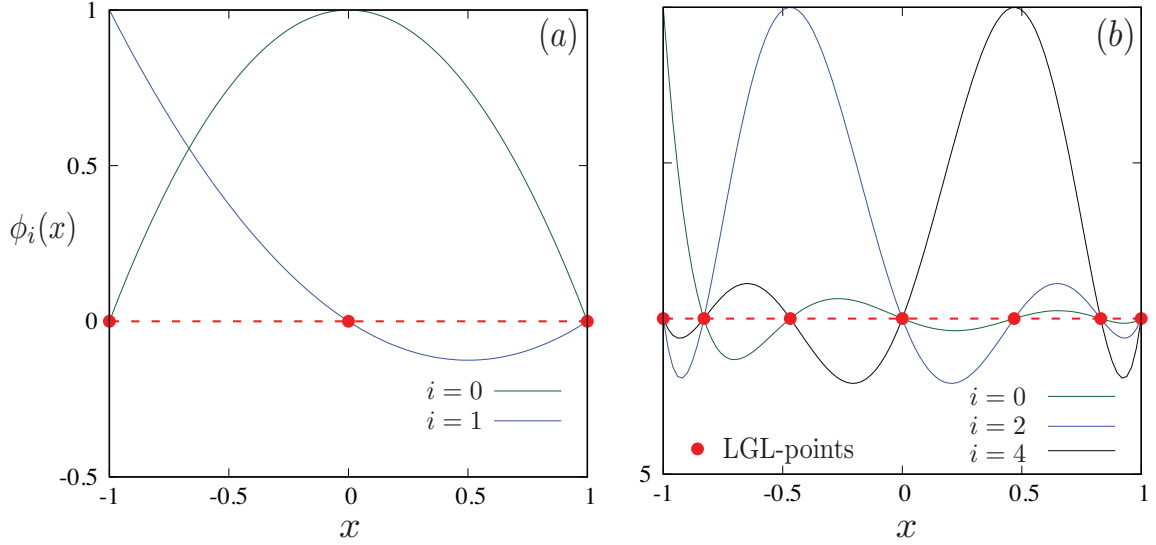 (a)
1
0.5
ϕᵢ(x)
0
i = 0
i = 1
-0.5
-1 -0.5 0 0.5 1
x
(b)
i = 0
i = 2
LGL-points
i = 4
5
-1 -0.5 0 0.5 1
x